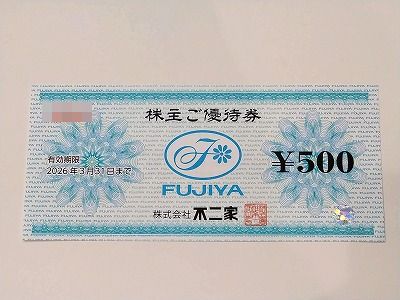 株主ご優待券
有効期限
2026年3月31日まで
F
FUJIYA
¥500
株式会社 不二家